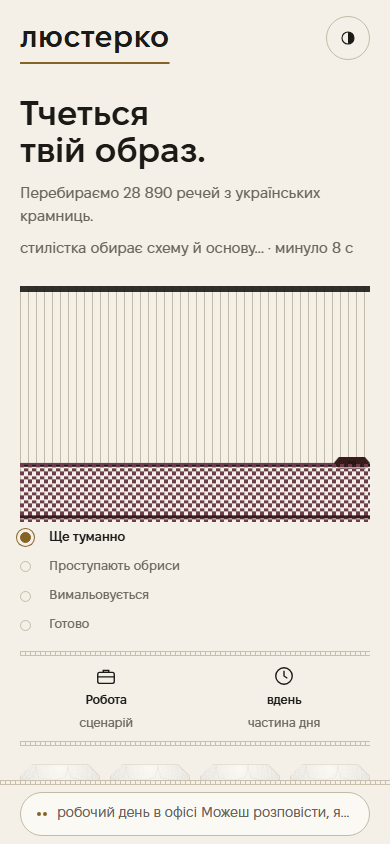 люстерко
Тчеться
твій образ.
Перебираємо 28 890 речей з українських
крамниць.
стилістка обирає схему й основу… · минуло 8 с
Ще туманно
Проступають обриси
Вимальовується
Готово
Робота
вдень
сценарій
частина дня
робочий день в офісі Можеш розповісти, я…